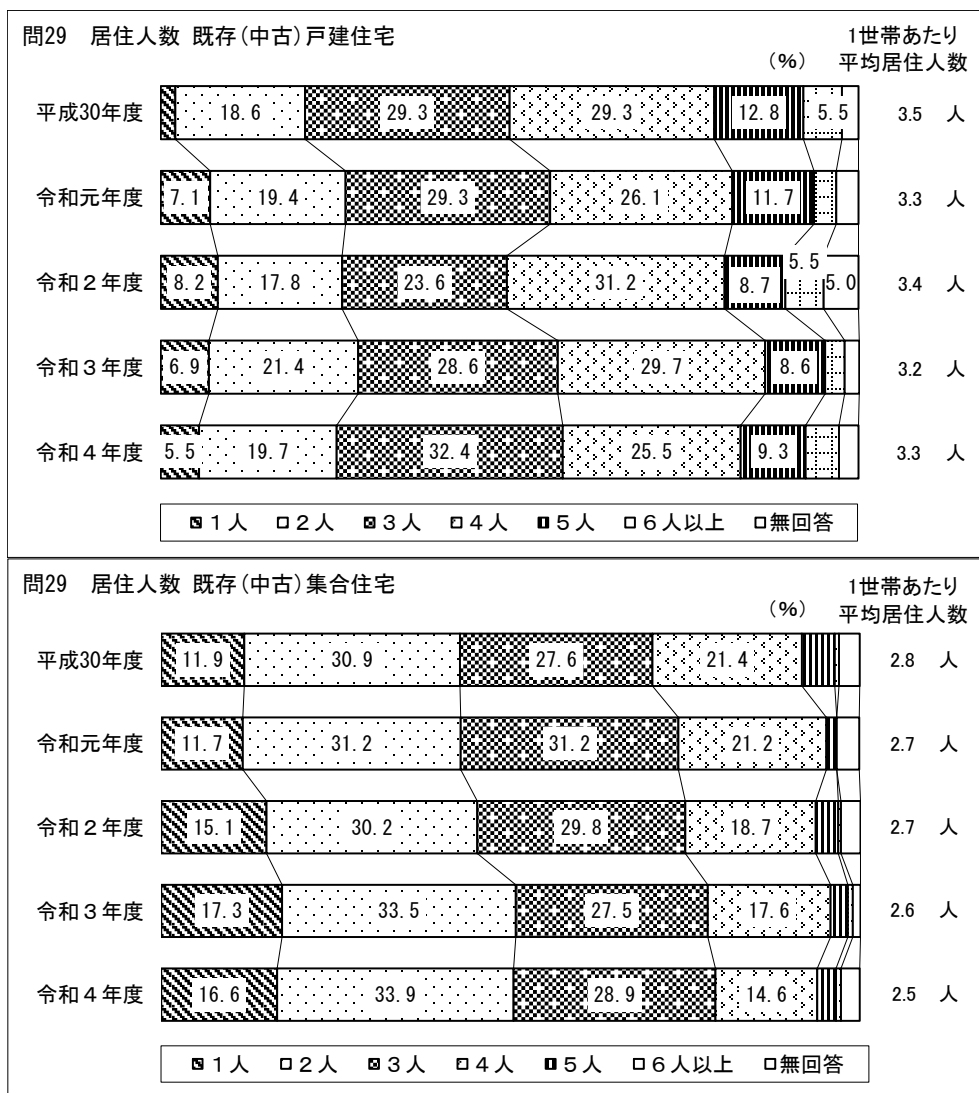 問29 居住人数 既存(中古)戸建住宅 1世帯あたり
(%) 平均居住人数
平成30年度 18.6 29.3 29.3 12.8 5.5 3.5 人
令和元年度 7.1 19.4 29.3 26.1 11.7 3.3 人
令和2年度 8.2 17.8 23.6 31.2 8.7 5.5 5.0 3.4 人
令和3年度 6.9 21.4 28.6 29.7 8.6 3.2 人
令和4年度 5.5 19.7 32.4 25.5 9.3 3.3 人
1人 2人 3人 4人 5人 6人以上 無回答
問29 居住人数 既存(中古)集合住宅 1世帯あたり
(%) 平均居住人数
平成30年度 11.9 30.9 27.6 21.4 2.8 人
令和元年度 11.7 31.2 31.2 21.2 2.7 人
令和2年度 15.1 30.2 29.8 18.7 2.7 人
令和3年度 17.3 33.5 27.5 17.6 2.6 人
令和4年度 16.6 33.9 28.9 14.6 2.5 人
1人 2人 3人 4人 5人 6人以上 無回答